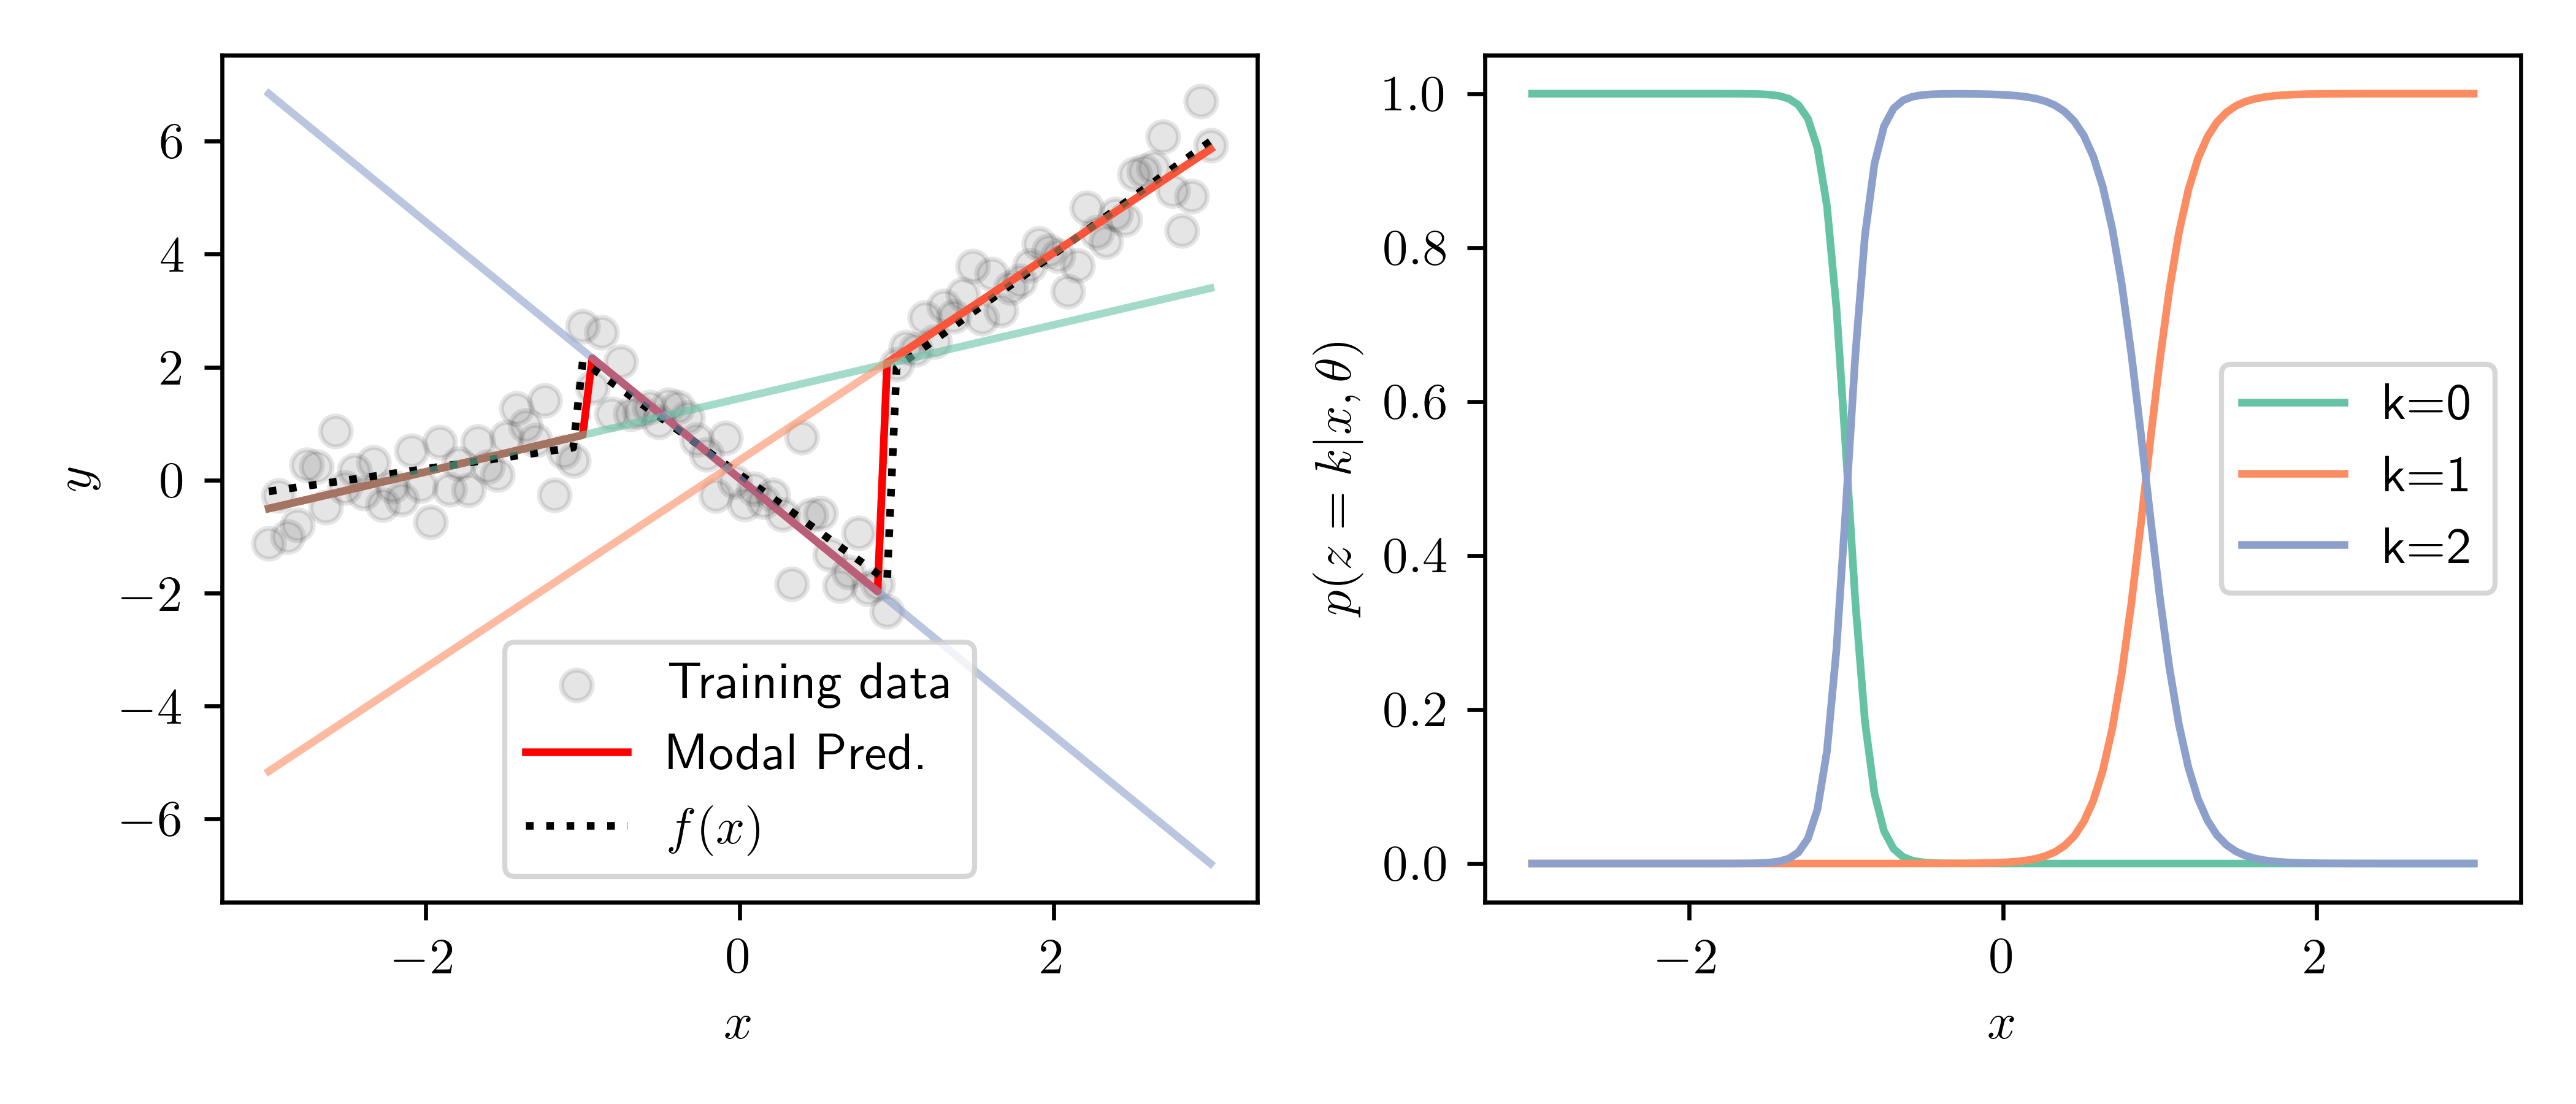 6
4
2
0
−2
−4
−6
y
−2
0
2
x
Training data
Modal Pred.
f(x)
1.0
0.8
0.6
0.4
0.2
0.0
p(z = k|x, θ)
−2
0
2
x
k=0
k=1
k=2